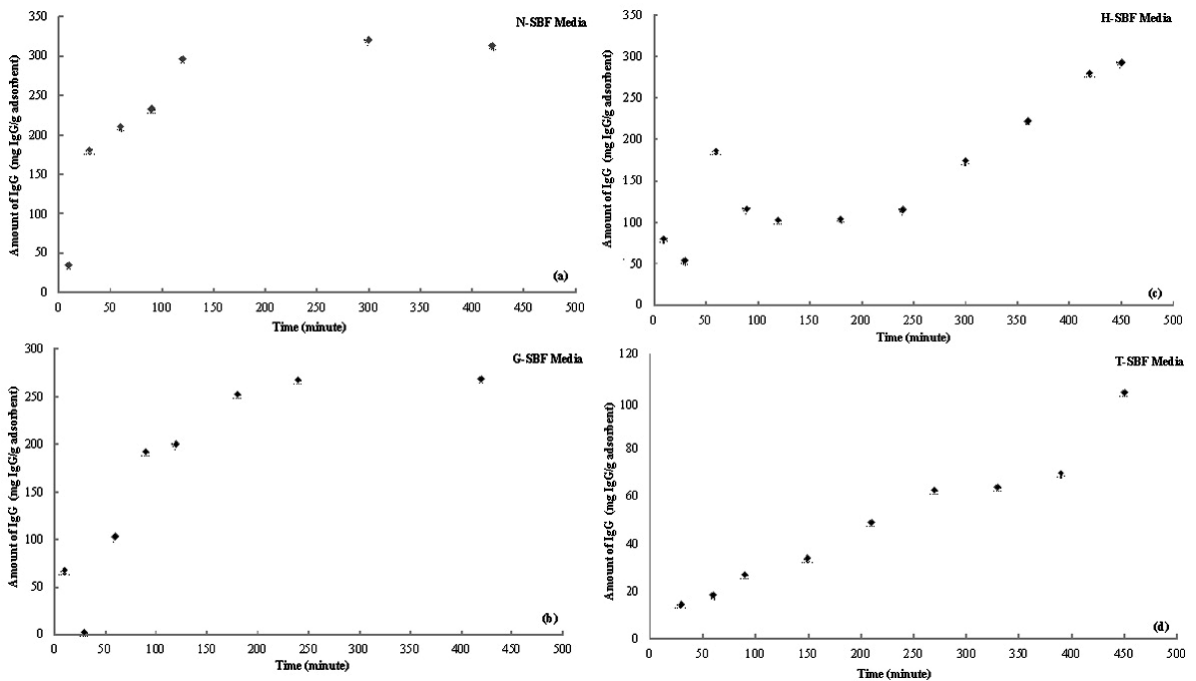 N-SBF Media
350
300
250
200
150
100
50
0
0 50 100 150 200 250 300 350 400 450 500
Amount of IgG (mg IgG/g adsorbent)
Time (minute)
(a)
G-SBF Media
300
250
200
150
100
50
0
0 50 100 150 200 250 300 350 400 450 500
Amount of IgG (mg IgG/g adsorbent)
Time (minute)
(b)
H-SBF Media
350
300
250
200
150
100
50
0
0 50 100 150 200 250 300 350 400 450 500
Amount of IgG (mg IgG/g adsorbent)
Time (minute)
(c)
T-SBF Media
120
100
80
60
40
20
0
0 50 100 150 200 250 300 350 400 450 500
Amount of IgG (mg IgG/g adsorbent)
Time (minute)
(d)